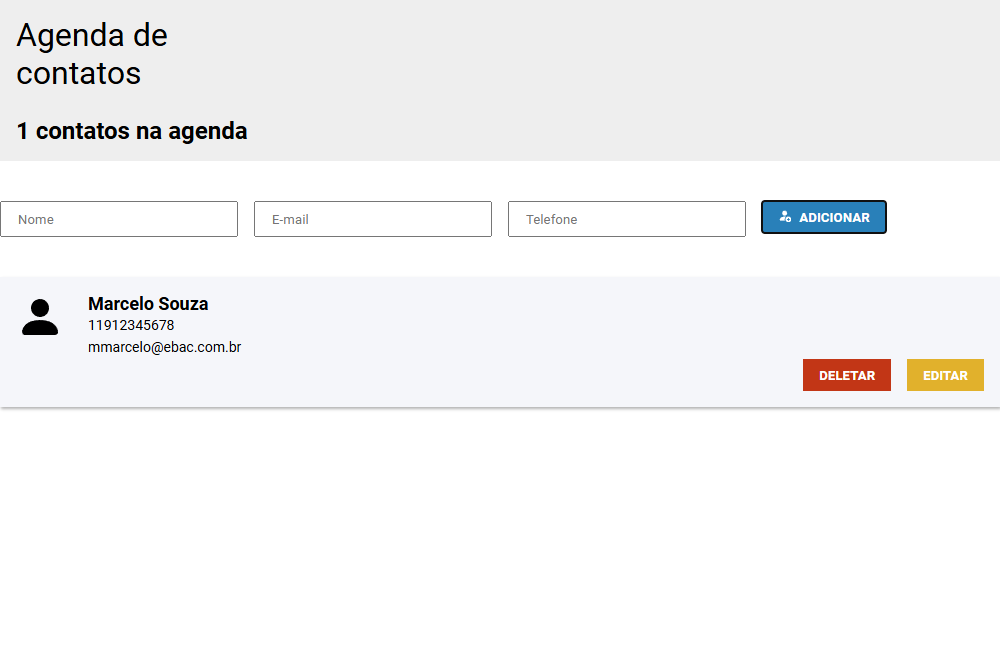 Agenda de
contatos
1 contatos na agenda
Nome
E-mail
Telefone
ADICIONAR
Marcelo Souza
11912345678
mmarcelo@ebac.com.br
DELETAR
EDITAR